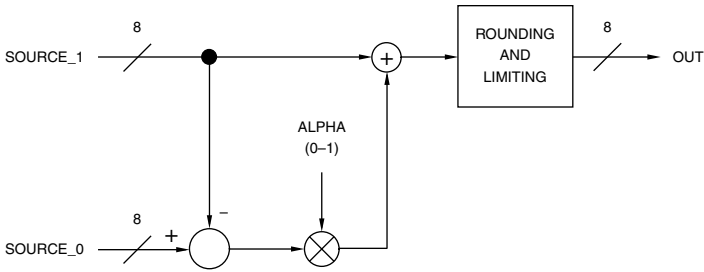 8
8
ROUNDING
AND
LIMITING
SOURCE_1
+
OUT
ALPHA
(0–1)
8
–
+
SOURCE_0